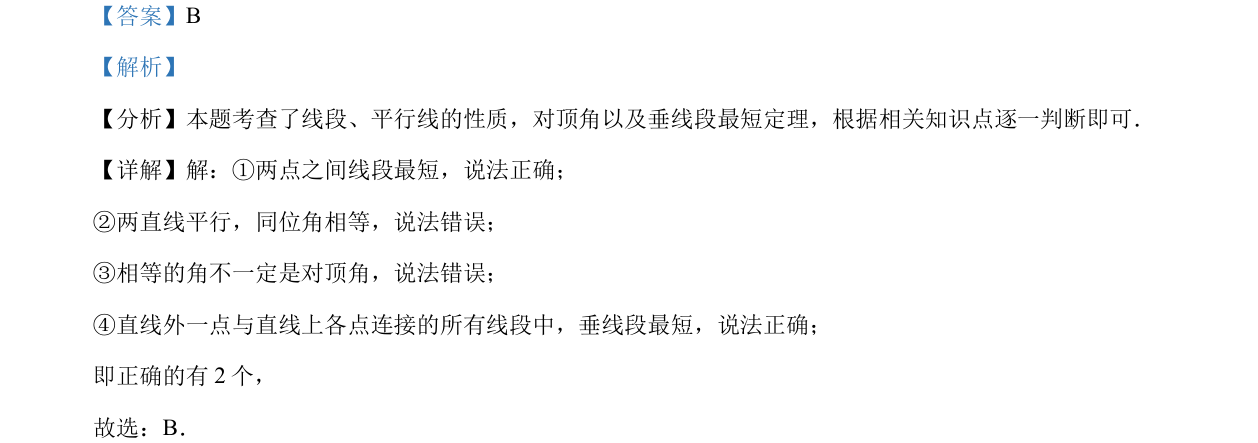 【答案】B
【解析】
【分析】本题考查了线段、平行线的性质，对顶角以及垂线段最短定理，根据相关知识点逐一判断即可．
【详解】解：①两点之间线段最短，说法正确；
②两直线平行，同位角相等，说法错误；
③相等的角不一定是对顶角，说法错误；
④直线外一点与直线上各点连接的所有线段中，垂线段最短，说法正确；
即正确的有 2 个，
故选：B．